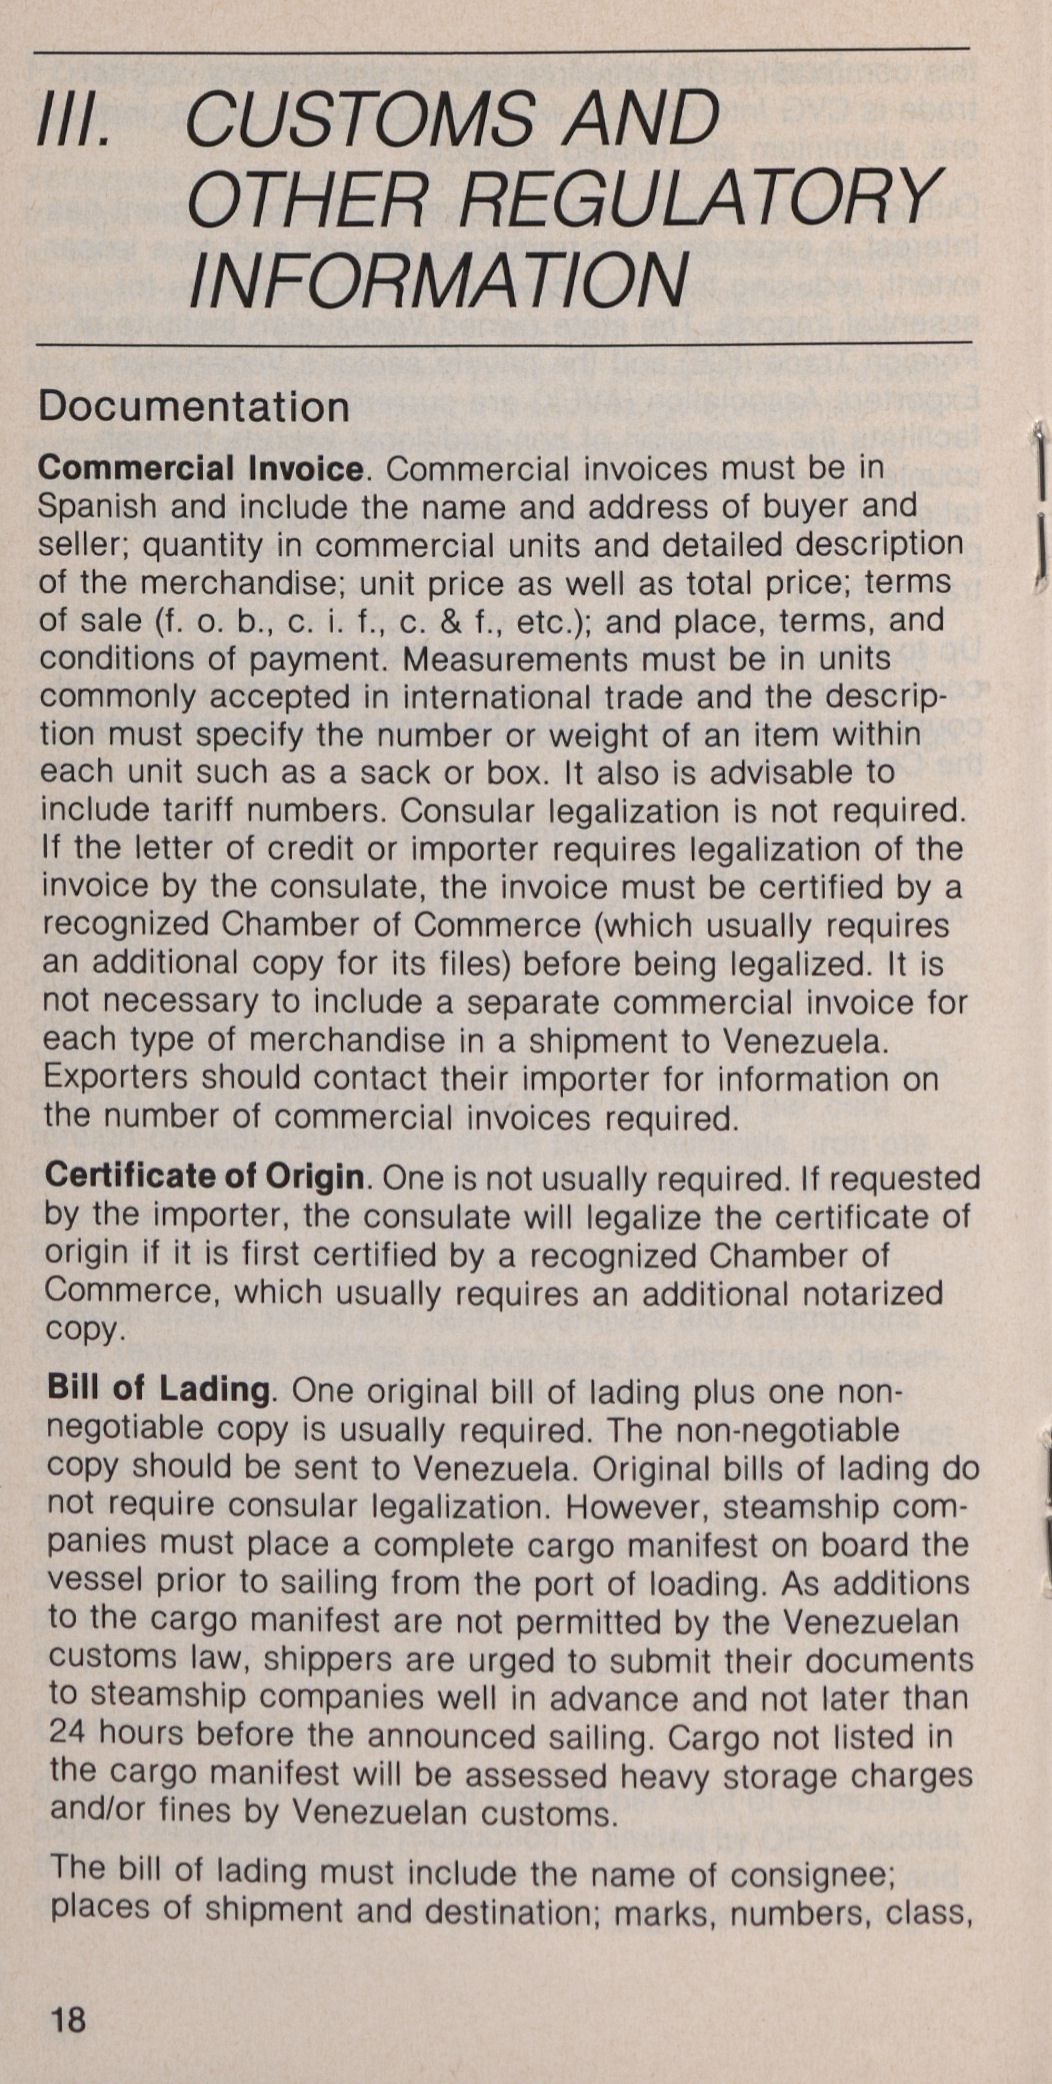 III. CUSTOMS AND
OTHER REGULATORY
INFORMATION
Documentation
Commercial Invoice. Commercial invoices must be in
Spanish and include the name and address of buyer and
seller; quantity in commercial units and detailed description
of the merchandise; unit price as well as total price; terms
of sale (f. o. b., c. i. f., c. & f., etc.); and place, terms, and
conditions of payment. Measurements must be in units
commonly accepted in international trade and the descrip-
tion must specify the number or weight of an item within
each unit such as a sack or box. It also is advisable to
include tariff numbers. Consular legalization is not required.
If the letter of credit or importer requires legalization of the
invoice by the consulate, the invoice must be certified by a
recognized Chamber of Commerce (which usually requires
an additional copy for its files) before being legalized. It is
not necessary to include a separate commercial invoice for
each type of merchandise in a shipment to Venezuela.
Exporters should contact their importer for information on
the number of commercial invoices required.
Certificate of Origin. One is not usually required. If requested
by the importer, the consulate will legalize the certificate of
origin if it is first certified by a recognized Chamber of
Commerce, which usually requires an additional notarized
copy.
Bill of Lading. One original bill of lading plus one non-
negotiable copy is usually required. The non-negotiable
copy should be sent to Venezuela. Original bills of lading do
not require consular legalization. However, steamship com-
panies must place a complete cargo manifest on board the
vessel prior to sailing from the port of loading. As additions
to the cargo manifest are not permitted by the Venezuelan
customs law, shippers are urged to submit their documents
to steamship companies well in advance and not later than
24 hours before the announced sailing. Cargo not listed in
the cargo manifest will be assessed heavy storage charges
and/or fines by Venezuelan customs.
The bill of lading must include the name of consignee;
places of shipment and destination; marks, numbers, class,
18